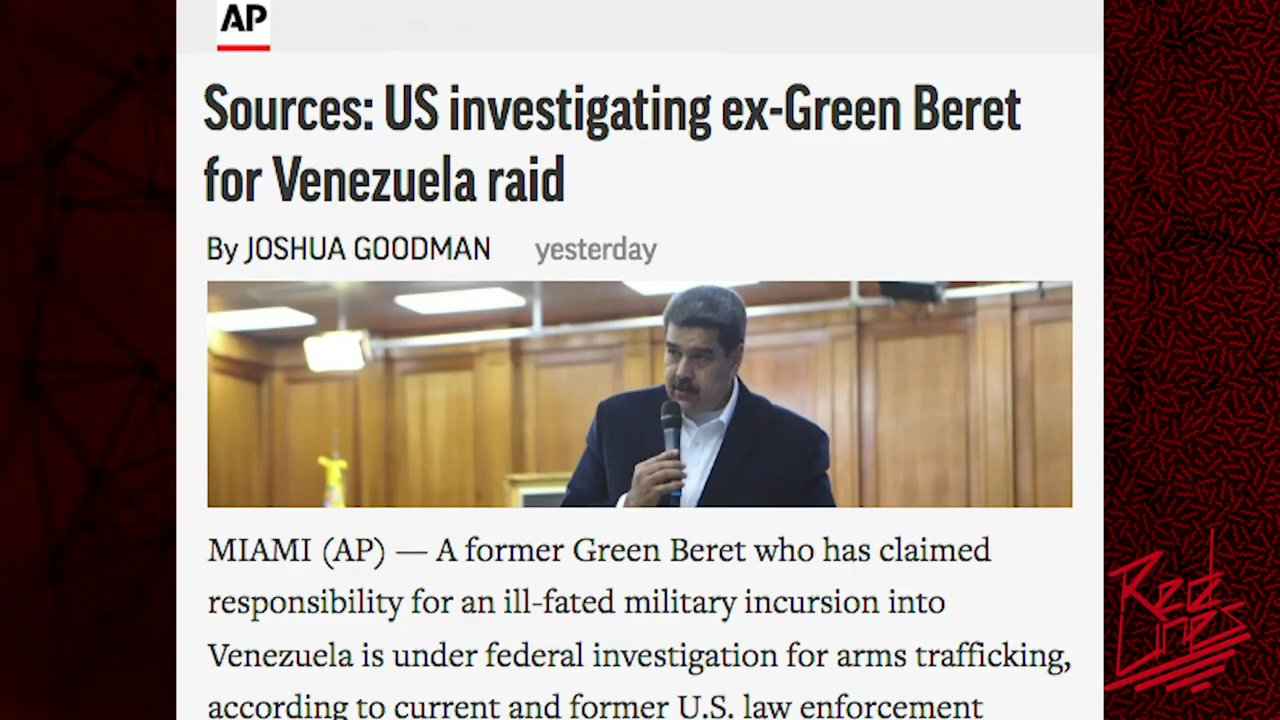 AP
Sources: US investigating ex-Green Beret
for Venezuela raid
By JOSHUA GOODMAN yesterday
MIAMI (AP) — A former Green Beret who has claimed
responsibility for an ill-fated military incursion into
Venezuela is under federal investigation for arms trafficking,
according to current and former U.S. law enforcement
Red
Lines